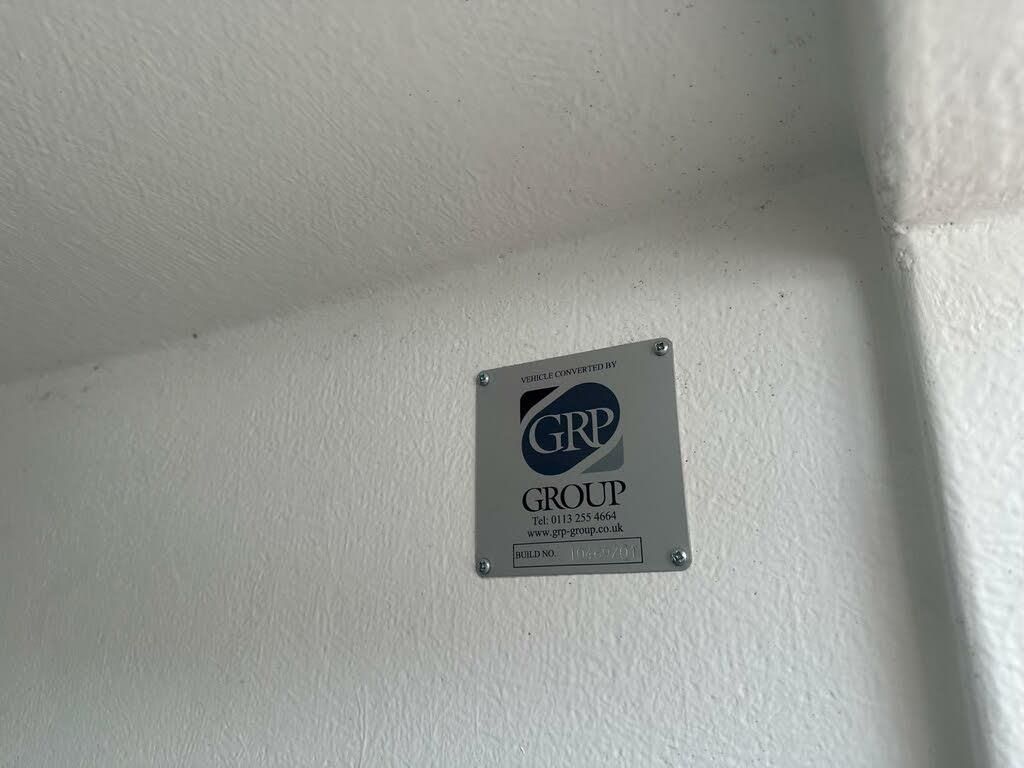 VEHICLE CONVERTED BY
GRP
GROUP
Tel: 0113 255 4664
www.grp-group.co.uk
BUILD NO.